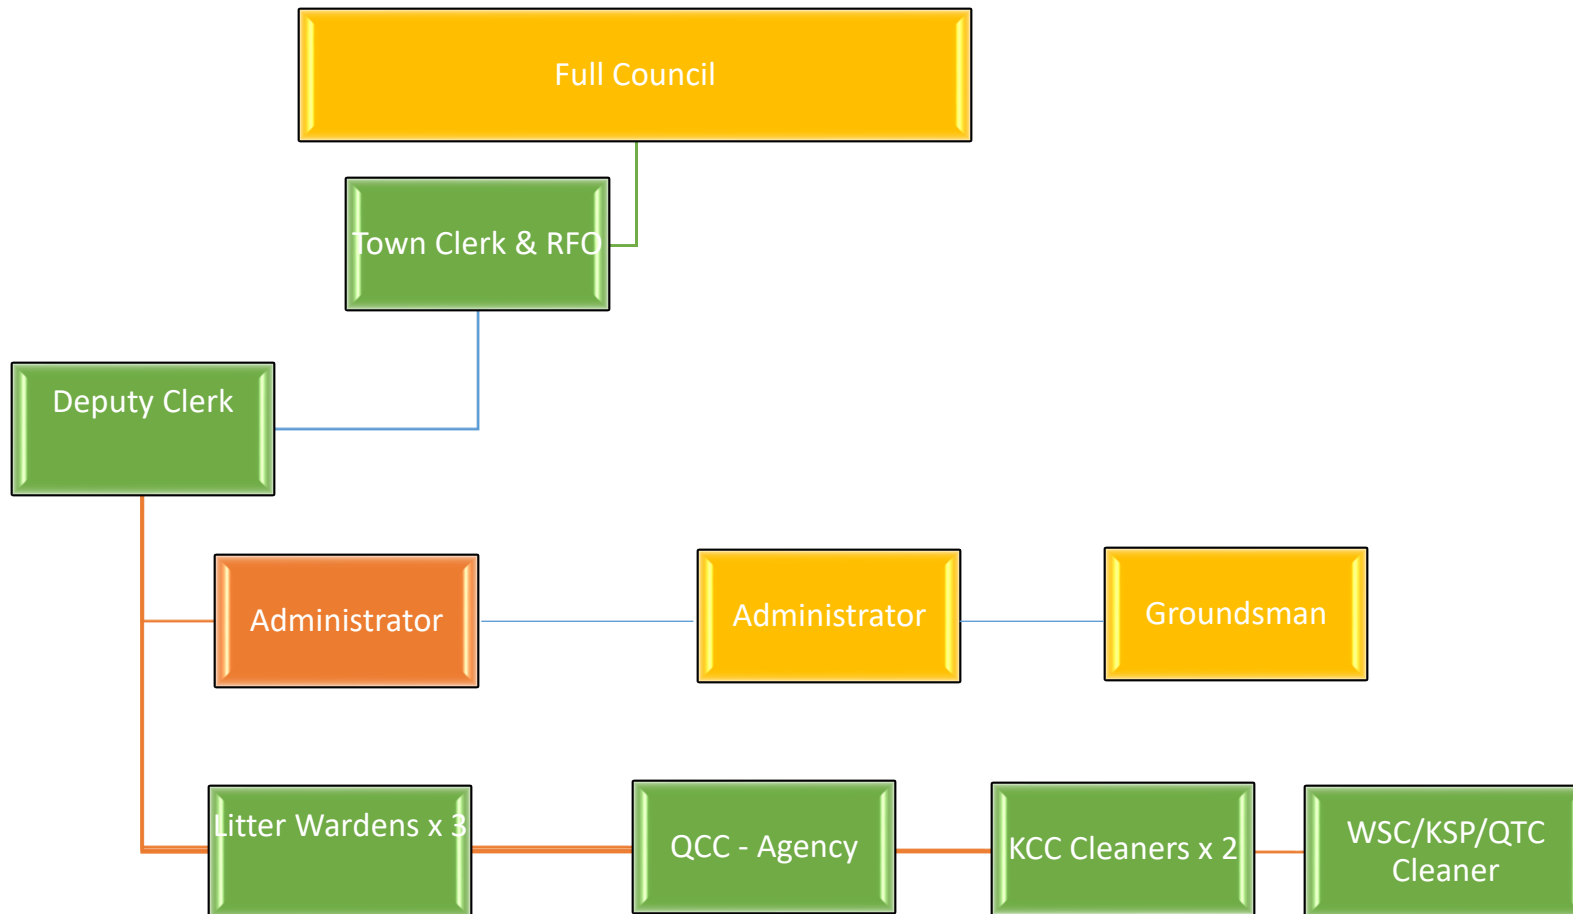 Full Council
Town Clerk & RFO
Deputy Clerk
Administrator
Administrator
Groundsman
Litter Wardens x 3
QCC - Agency
KCC Cleaners x 2
WSC/KSP/QTC
Cleaner